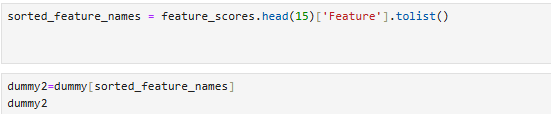 sorted_feature_names = feature_scores.head(15)['Feature'].tolist()
dummy2=dummy[sorted_feature_names]
dummy2